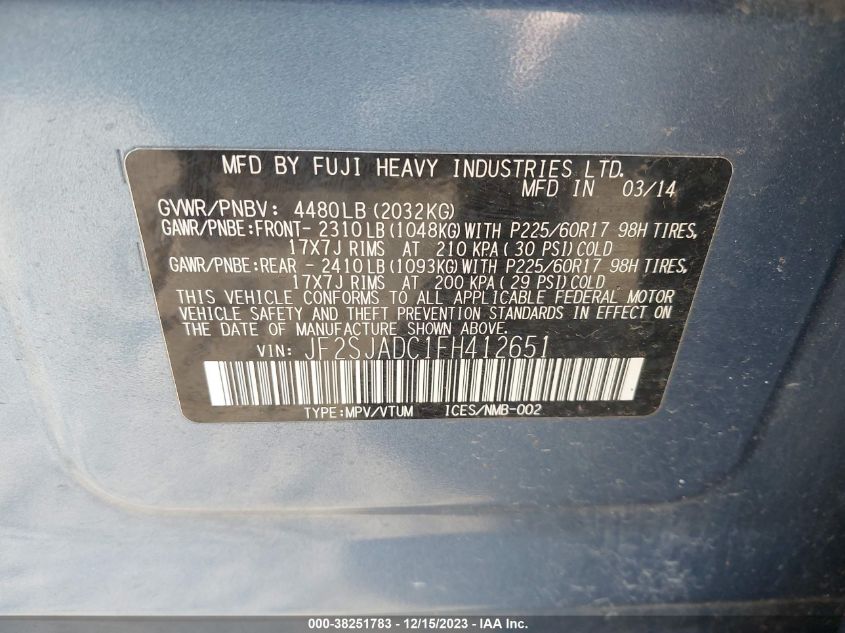 MFD BY FUJI HEAVY INDUSTRIES LTD.
MFD IN 03/14
GVWR/PNBV: 4480LB (2032KG)
GAWR/PNBE:FRONT- 2310 LB (1048KG) WITH P225/60R17 98H TIRES,
17X7J RIMS AT 210 KPA ( 30 PSI) COLD
GAWR/PNBE:REAR - 2410 LB (1093KG) WITH P225/60R17 98H TIRES,
17X7J RIMS AT 200 KPA ( 29 PSI) COLD
THIS VEHICLE CONFORMS TO ALL APPLICABLE FEDERAL MOTOR
VEHICLE SAFETY AND THEFT PREVENTION STANDARDS IN EFFECT ON
THE DATE OF MANUFACTURE SHOWN ABOVE.
VIN: JF2SJADC1FH412651
TYPE:MPV/VTUM ICES/NMB-002
000-38251783 - 12/15/2023 - IAA Inc.